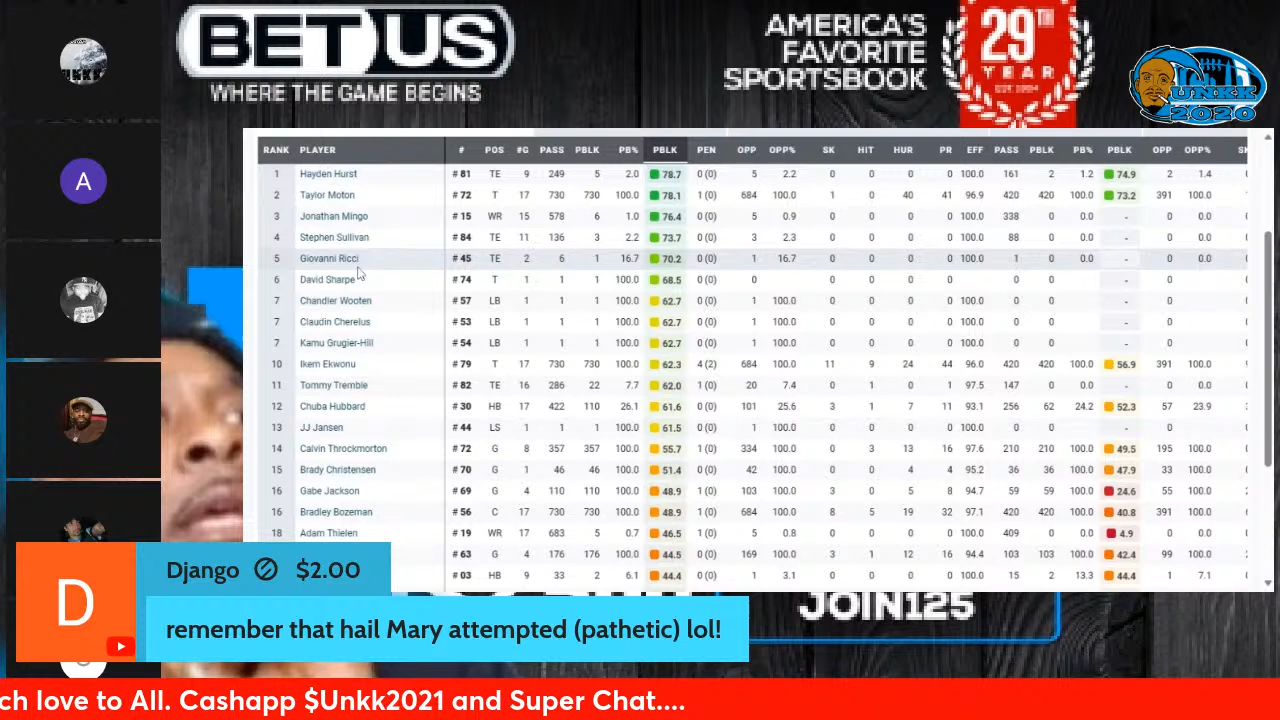 BET US
WHERE THE GAME BEGINS
AMERICA'S
FAVORITE
SPORTSBOOK
29TH
YEAR
EST 1994
UNKK
2020
A
RANK PLAYER # POS #G PASS PBLK PB% PBLK PEN OPP OPP% SK HIT HUR PR EFF PASS PBLK PB% PBLK OPP OPP%
1 Hayden Hurst #81 TE 9 249 5 2.0 78.7 0 (0) 5 2.2 0 0 0 0 100.0 161 2 1.2 74.9 2 1.4
2 Taylor Moton #72 T 17 730 730 100.0 78.1 1 (0) 684 100.0 1 0 40 41 96.9 420 420 100.0 73.2 391 100.0
3 Jonathan Mingo #15 WR 15 578 6 1.0 76.4 0 (0) 5 0.9 0 0 0 0 100.0 338 0 0.0 - 0 0.0
4 Stephen Sullivan #84 TE 11 136 3 2.2 73.7 0 (0) 3 2.3 0 0 0 0 100.0 88 0 0.0 - 0 0.0
5 Giovanni Ricci #45 TE 2 6 1 16.7 70.2 0 (0) 1 16.7 0 0 0 0 100.0 1 0 0.0 - 0 0.0
6 David Sharpe #74 T 1 1 1 100.0 68.5 0 (0) 0 0 0 0 0 0 0 - 0
7 Chandler Wooten #57 LB 1 1 1 100.0 62.7 0 (0) 1 100.0 0 0 0 0 100.0 0 0 - 0
7 Claudin Cherelus #53 LB 1 1 1 100.0 62.7 0 (0) 1 100.0 0 0 0 0 100.0 0 0 - 0
7 Kamu Grugier-Hill #54 LB 1 1 1 100.0 62.7 0 (0) 1 100.0 0 0 0 0 100.0 0 0 - 0
10 Ikem Ekwonu #79 T 17 730 730 100.0 62.3 4 (2) 684 100.0 11 9 24 44 96.0 420 420 100.0 56.9 391 100.0
11 Tommy Tremble #82 TE 16 286 22 7.7 62.0 1 (0) 20 7.4 0 1 0 1 97.5 147 0 0.0 - 0 0.0
12 Chuba Hubbard #30 HB 17 422 110 26.1 61.6 1 (0) 101 25.6 3 1 7 11 93.1 256 62 24.2 52.3 57 23.9
13 JJ Jansen #44 LS 1 1 1 100.0 61.5 0 (0) 1 100.0 0 0 0 0 100.0 0 0 - 0
14 Calvin Throckmorton #72 G 8 357 357 100.0 55.7 1 (0) 334 100.0 0 3 13 16 97.6 210 210 100.0 49.5 195 100.0
15 Brady Christensen #70 G 1 46 46 100.0 51.4 0 (0) 42 100.0 0 0 4 4 95.2 36 36 100.0 47.9 33 100.0
16 Gabe Jackson #69 G 4 110 110 100.0 48.9 1 (0) 103 100.0 3 0 5 8 94.7 59 59 100.0 24.6 55 100.0
16 Bradley Bozeman #56 C 17 730 730 100.0 48.9 1 (0) 684 100.0 8 5 19 32 97.1 420 420 100.0 40.8 391 100.0
18 Adam Thielen #19 WR 17 683 5 0.7 46.5 1 (0) 5 0.8 0 0 0 0 100.0 409 0 0.0 4.9 0 0.0
#63 G 4 176 176 100.0 44.5 0 (0) 169 100.0 3 1 12 16 94.4 103 103 100.0 42.4 99 100.0
#03 HB 9 33 2 6.1 44.4 0 (0) 1 3.1 0 0 0 0 100.0 15 2 13.3 44.4 1 7.1
JOIN125
D
Django $2.00
remember that hail Mary attempted (pathetic) lol!
ch love to All. Cashapp $Unkk2021 and Super Chat....